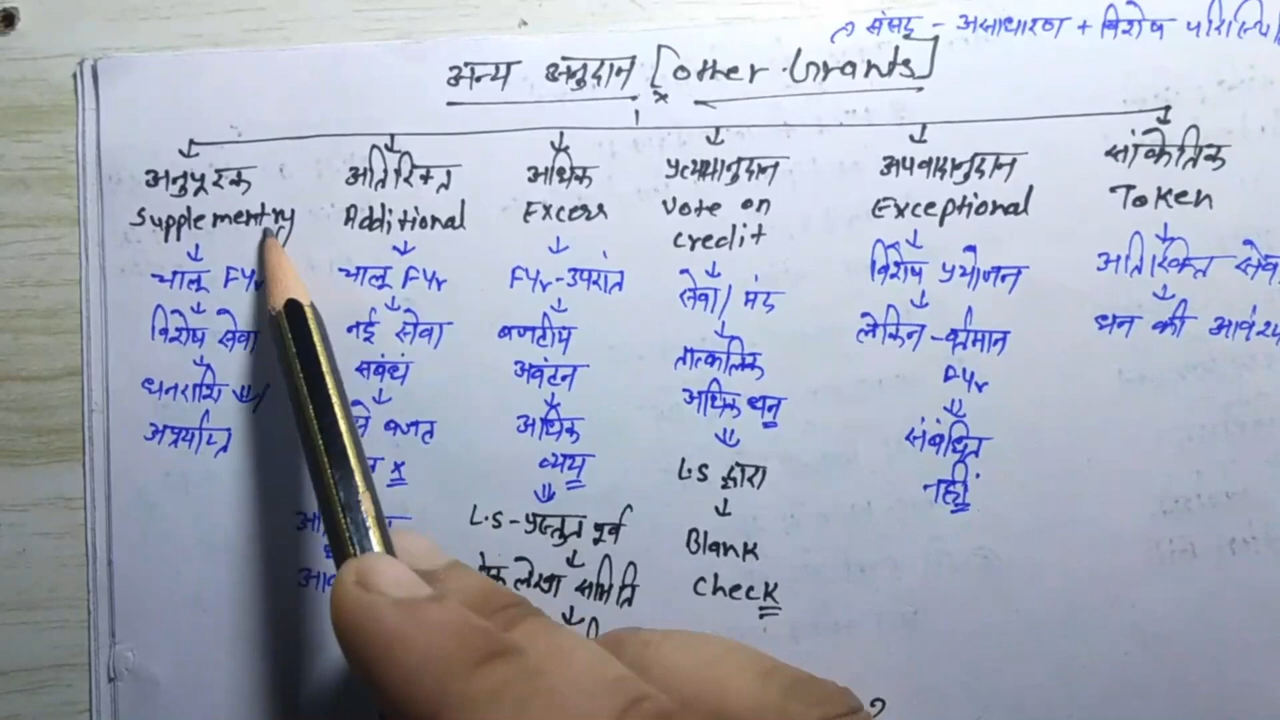 → संसद - असाधारण + विशेष
अन्य अनुदान [Other Grants]
अनुपूरक
Supplementry
चालू FYr
विशेष सेवा
धनराशि
अपर्याप्त
अतिरिक्त
Additional
चालू FYr
नई सेवा
संबंध
बजट
x
अधिक
Excess
FYr-उपरांत
बजटीय
अवंटन
अधिक
व्यय
L.S-प्रस्तुत पूर्व
लेखा समिति
प्रत्ययानुदान
Vote on
Credit
सेवा/मद
तात्कालिक
अधिक धन
L.S द्वारा
Blank
Check
अपवादानुदान
Exceptional
विशेष प्रयोजन
लेकिन-वर्तमान
FYr
संबंधित
नहीं
सांकेतिक
Token
अतिरिक्त
धन की